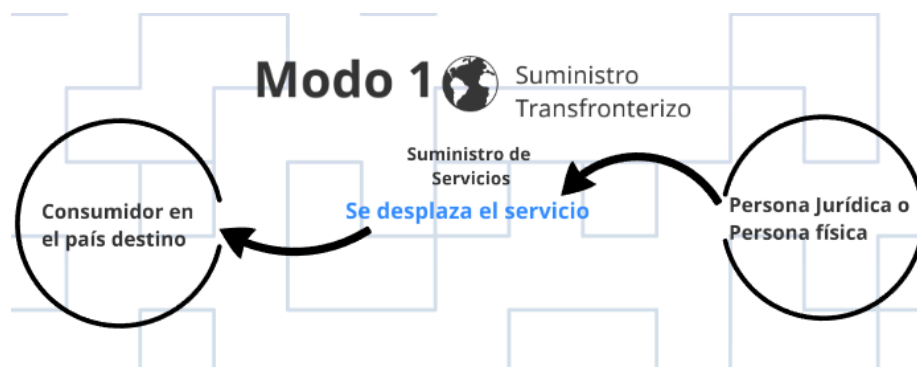 Modo 1
Suministro
Transfronterizo
Suministro de
Servicios
Se desplaza el servicio
Consumidor en
el país destino
Persona Jurídica o
Persona física